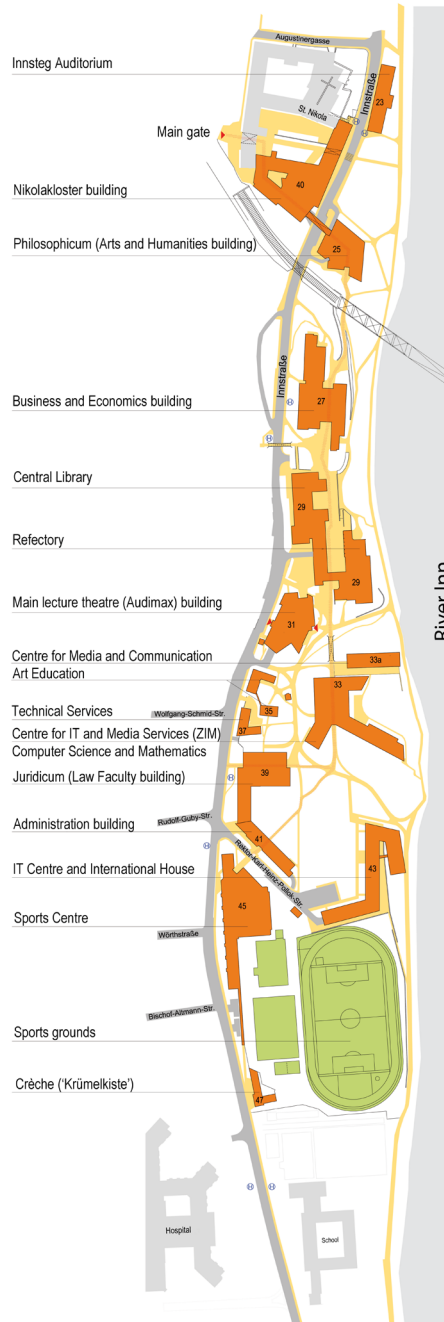 Augustinergasse
Innsteg Auditorium
Innstraße
23
St. Nikola
Main gate
40
Nikolakloster building
Philosophicum (Arts and Humanities building)
25
Innstraße
Business and Economics building
27
Central Library
29
Refectory
29
River Inn
Main lecture theatre (Audimax) building
31
Centre for Media and Communication
33a
Art Education
33
Technical Services
35
Wolfgang-Schmid-Str.
37
Centre for IT and Media Services (ZIM)
Computer Science and Mathematics
Juridicum (Law Faculty building)
39
Rudolf-Guby-Str.
Administration building
41
Rektor-Karl-Heinz-Pollok-Str.
IT Centre and International House
43
45
Sports Centre
Wörthstraße
Bischof-Altmann-Str.
Sports grounds
Crèche (‘Krümelkiste’)
47
Hospital
School
H
H
H
H
H
H
H
H